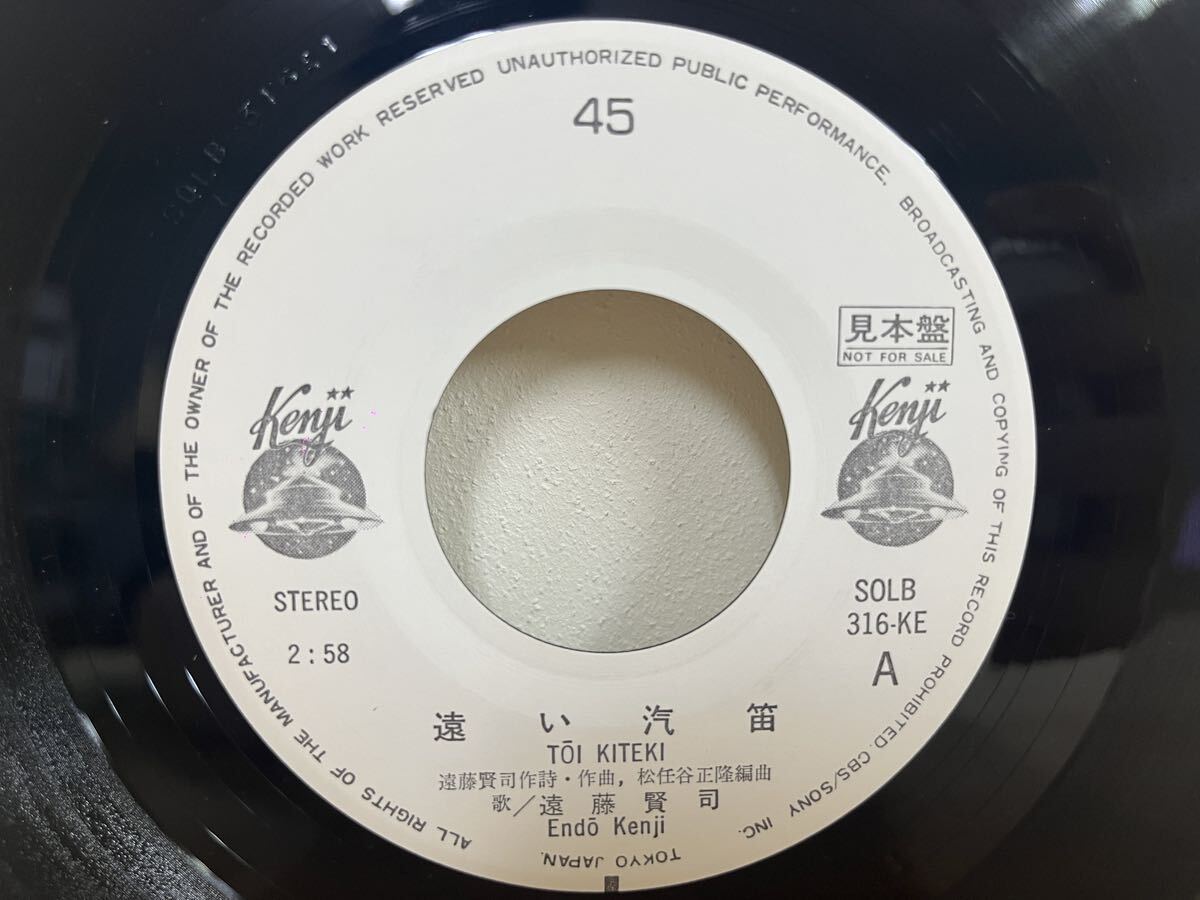 ALL RIGHTS OF THE MANUFACTURER AND OF THE OWNER OF THE RECORDED WORK RESERVED UNAUTHORIZED PUBLIC PERFORMANCE, BROADCASTING AND COPYING OF THIS RECORD PROHIBITED. CBS/SONY INC.
TOKYO JAPAN.
45
見本盤
NOT FOR SALE
Kenji
Kenji
STEREO
2:58
SOLB
316-KE
A
遠い汽笛
TŌI KITEKI
遠藤賢司作詩・作曲, 松任谷正隆編曲
歌/遠藤賢司
Endō Kenji